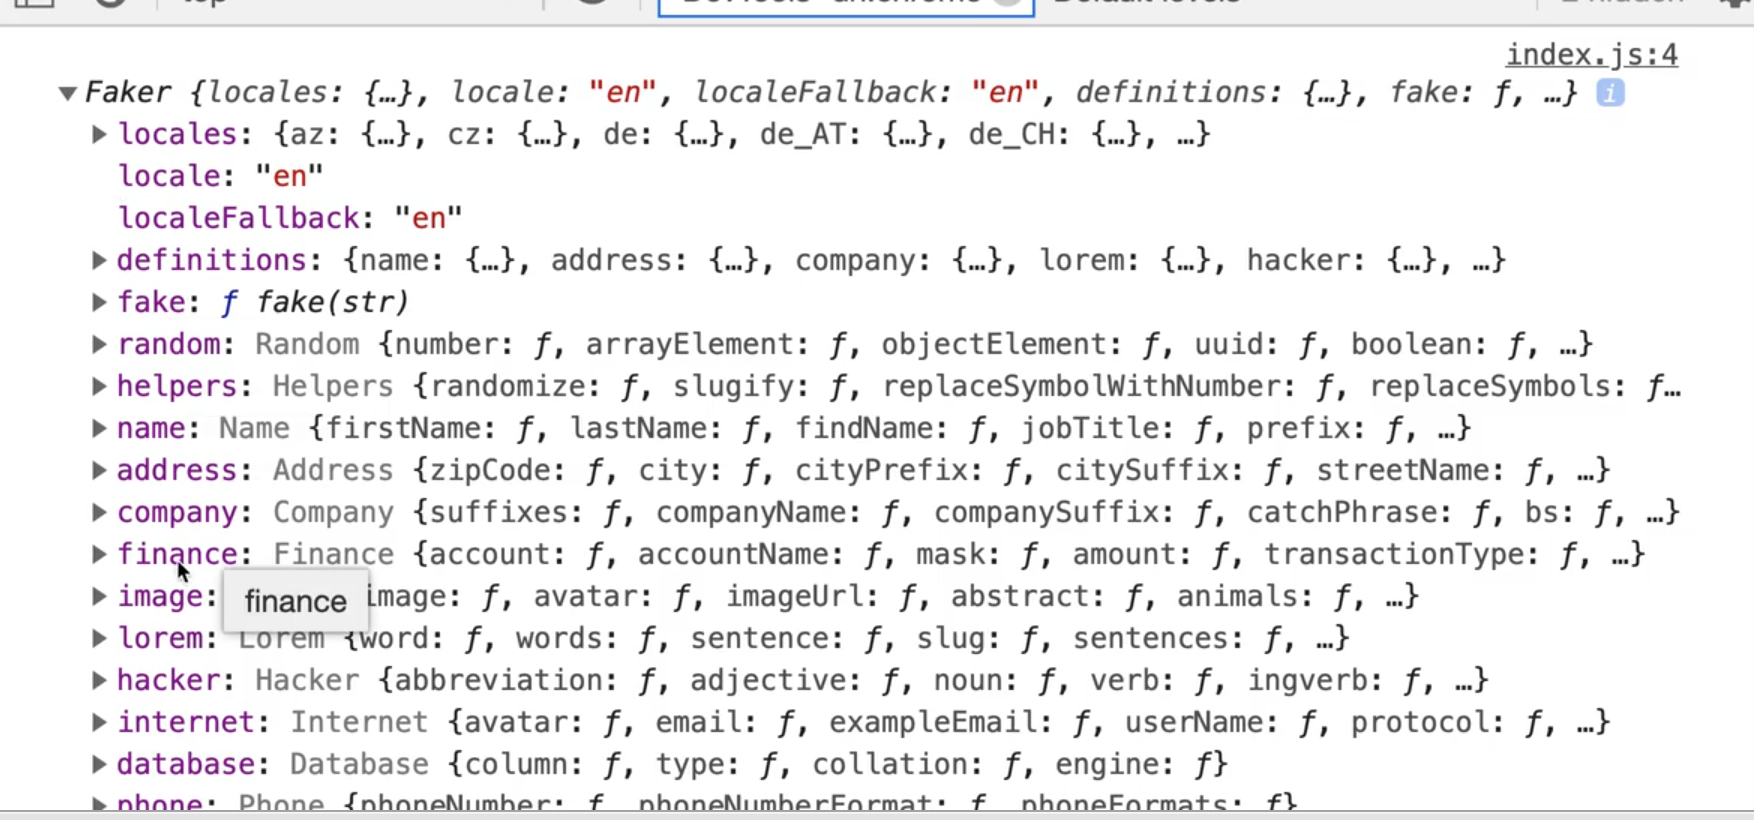 index.js:4
▼Faker {locales: {…}, locale: "en", localeFallback: "en", definitions: {…}, fake: ƒ, …} i
▶locales: {az: {…}, cz: {…}, de: {…}, de_AT: {…}, de_CH: {…}, …}
locale: "en"
localeFallback: "en"
▶definitions: {name: {…}, address: {…}, company: {…}, lorem: {…}, hacker: {…}, …}
▶fake: ƒ fake(str)
▶random: Random {number: ƒ, arrayElement: ƒ, objectElement: ƒ, uuid: ƒ, boolean: ƒ, …}
▶helpers: Helpers {randomize: ƒ, slugify: ƒ, replaceSymbolWithNumber: ƒ, replaceSymbols: ƒ…
▶name: Name {firstName: ƒ, lastName: ƒ, findName: ƒ, jobTitle: ƒ, prefix: ƒ, …}
▶address: Address {zipCode: ƒ, city: ƒ, cityPrefix: ƒ, citySuffix: ƒ, streetName: ƒ, …}
▶company: Company {suffixes: ƒ, companyName: ƒ, companySuffix: ƒ, catchPhrase: ƒ, bs: ƒ, …}
▶finance: Finance {account: ƒ, accountName: ƒ, mask: ƒ, amount: ƒ, transactionType: ƒ, …}
▶image: image: ƒ, avatar: ƒ, imageUrl: ƒ, abstract: ƒ, animals: ƒ, …}
finance
▶lorem: Lorem {word: ƒ, words: ƒ, sentence: ƒ, slug: ƒ, sentences: ƒ, …}
▶hacker: Hacker {abbreviation: ƒ, adjective: ƒ, noun: ƒ, verb: ƒ, ingverb: ƒ, …}
▶internet: Internet {avatar: ƒ, email: ƒ, exampleEmail: ƒ, userName: ƒ, protocol: ƒ, …}
▶database: Database {column: ƒ, type: ƒ, collation: ƒ, engine: ƒ}
▶phone: Phone {phoneNumber: ƒ, phoneNumberFormat: ƒ, phoneFormats: ƒ}